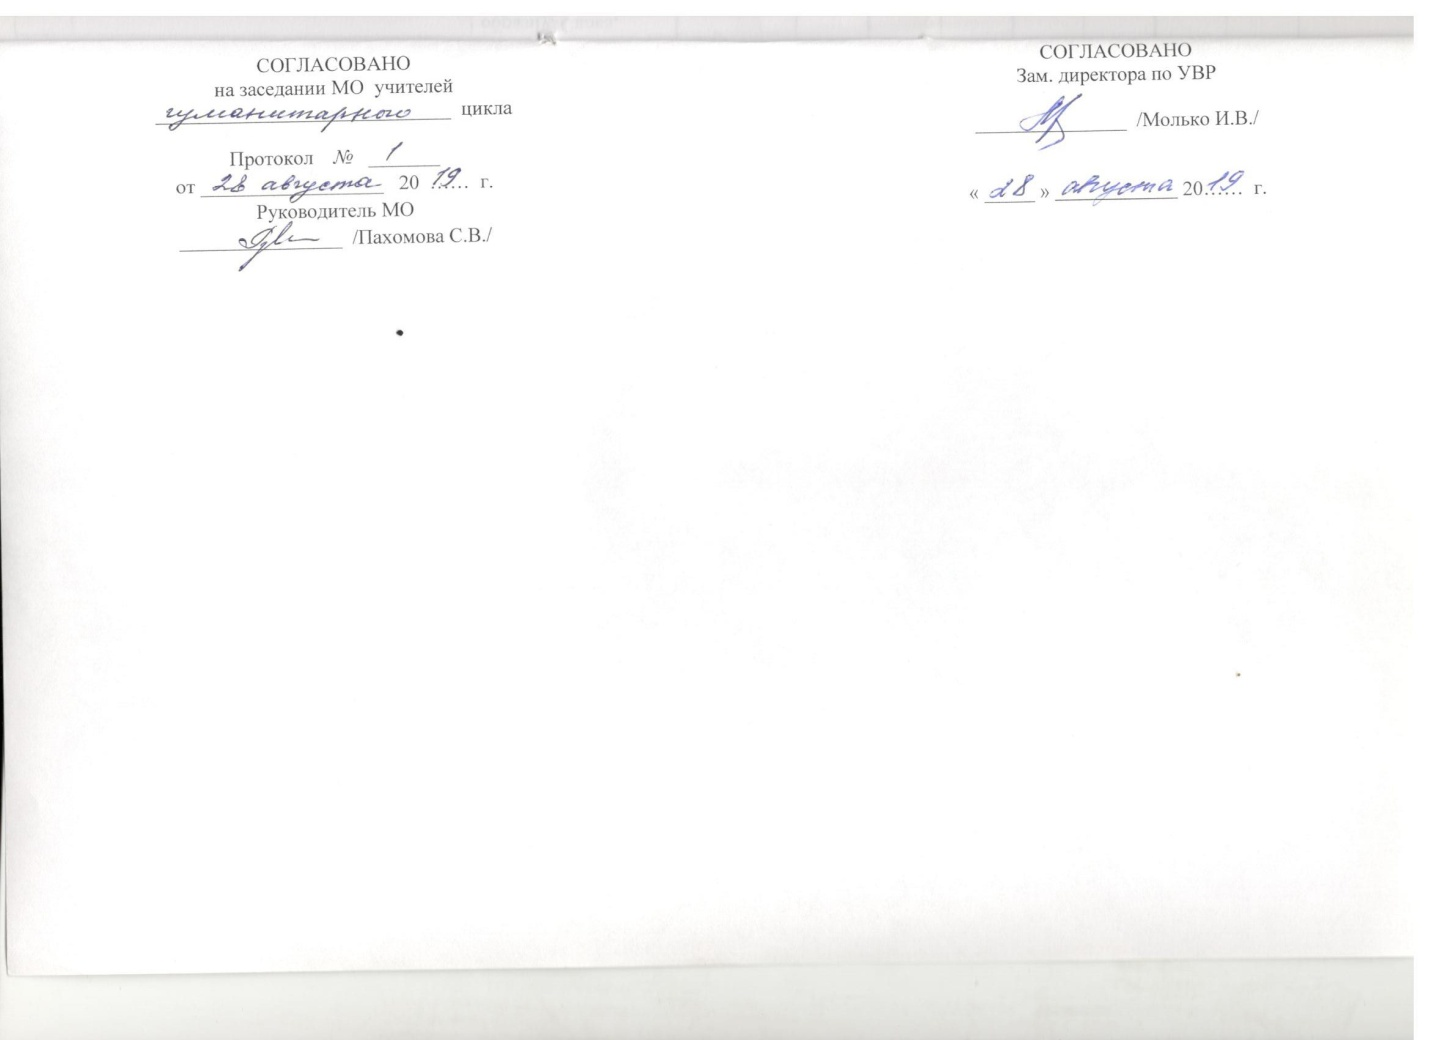 СОГЛАСОВАНО
на заседании МО учителей
гуманитарного цикла
Протокол № 1
от 28 августа 20 19 г.
Руководитель МО
/Пахомова С.В./
СОГЛАСОВАНО
Зам. директора по УВР
/Молько И.В./
« 28 » августа 2019 г.